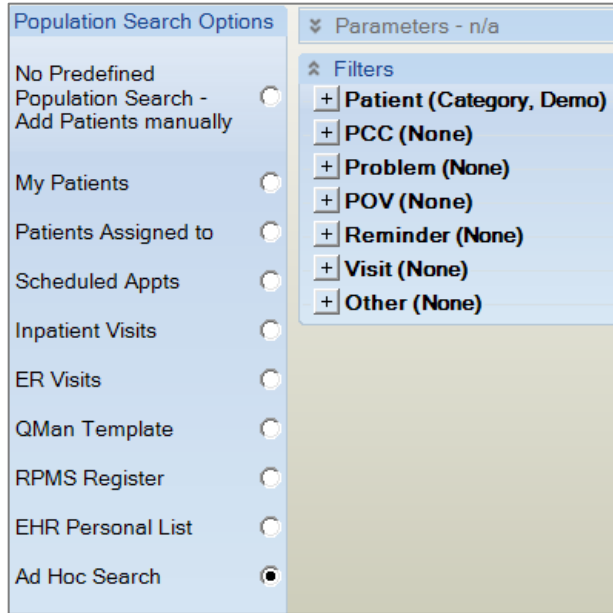 Population Search Options
No Predefined
Population Search -
Add Patients manually
My Patients
Patients Assigned to
Scheduled Appts
Inpatient Visits
ER Visits
QMan Template
RPMS Register
EHR Personal List
Ad Hoc Search
Parameters - n/a
Filters
Patient (Category, Demo)
PCC (None)
Problem (None)
POV (None)
Reminder (None)
Visit (None)
Other (None)